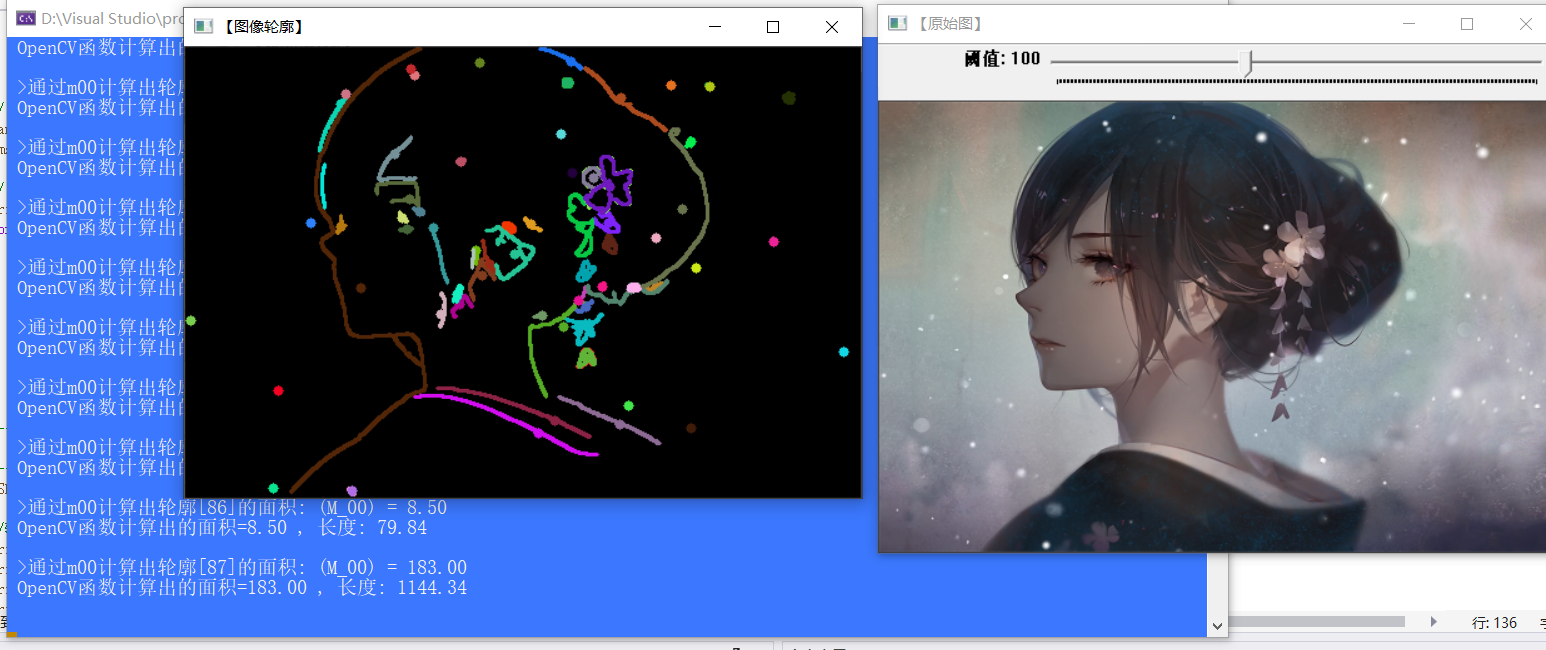 D:\Visual Studio\pro
【图像轮廓】
【原始图】
阈值: 100
OpenCV函数计算出的
>通过m00计算出轮
OpenCV函数计算出的
>通过m00计算出轮
OpenCV函数计算出的
>通过m00计算出轮
OpenCV函数计算出的
>通过m00计算出轮
OpenCV函数计算出的
>通过m00计算出轮
OpenCV函数计算出的
>通过m00计算出轮
OpenCV函数计算出的
>通过m00计算出轮
OpenCV函数计算出的
>通过m00计算出轮廓[86]的面积: (M_00) = 8.50
OpenCV函数计算出的面积=8.50 , 长度: 79.84
>通过m00计算出轮廓[87]的面积: (M_00) = 183.00
OpenCV函数计算出的面积=183.00 , 长度: 1144.34
行: 136